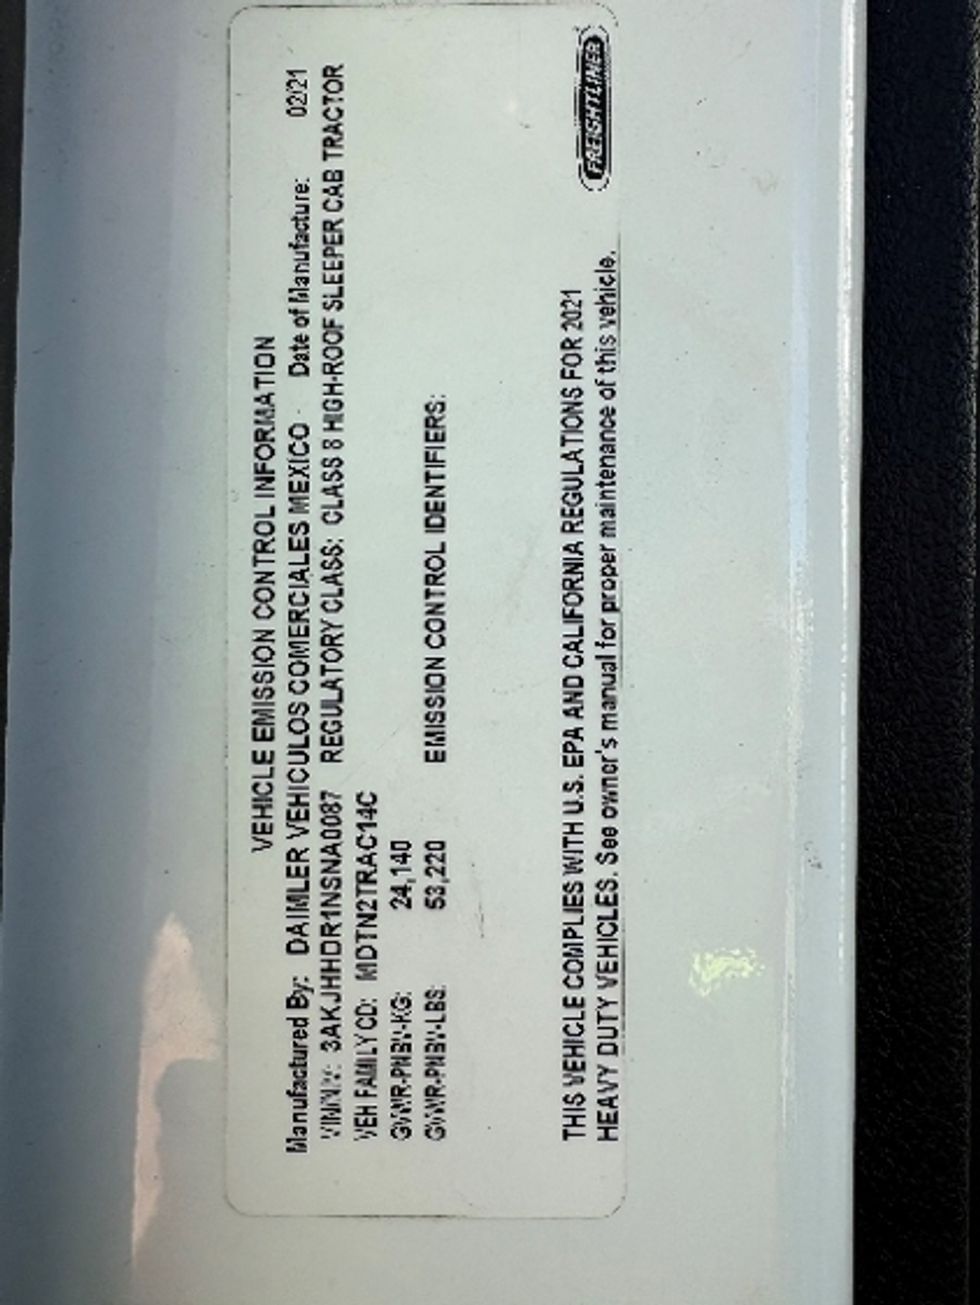 VEHICLE EMISSION CONTROL INFORMATION
Manufactured By: DAIMLER VEHICULOS COMERCIALES MEXICO Date of Manufacture: 02/21
VIN/NIV: 3AKJHHDR1NSNA0087 REGULATORY CLASS: CLASS 8 HIGH-ROOF SLEEPER CAB TRACTOR
VEH FAMILY CD: MDTN2TRAC14C
GVWR-PNBV-KG: 24,140
GVWR-PNBV-LBS: 53,220 EMISSION CONTROL IDENTIFIERS:
THIS VEHICLE COMPLIES WITH U.S. EPA AND CALIFORNIA REGULATIONS FOR 2021
HEAVY DUTY VEHICLES. See owner's manual for proper maintenance of this vehicle.
FREIGHTLINER